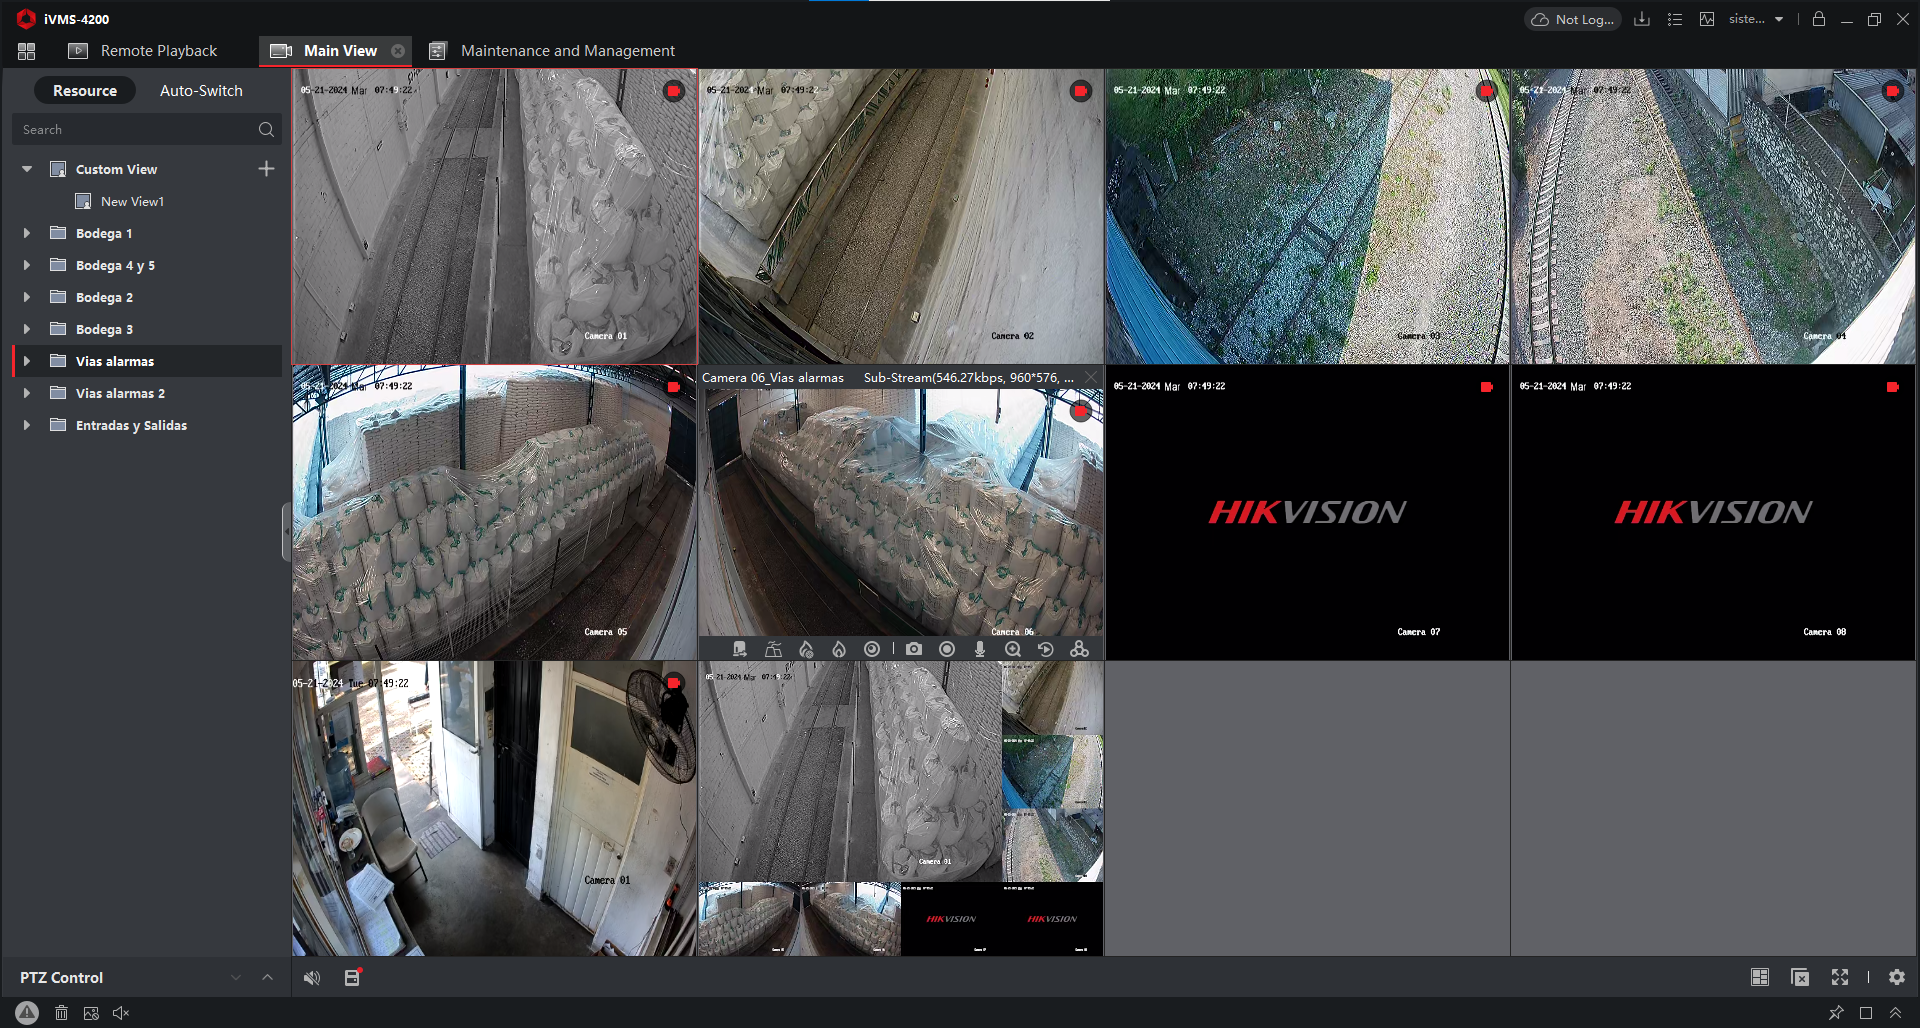 iVMS-4200
Not Log...
siste...
Remote Playback
Main View
Maintenance and Management
Resource
Auto-Switch
Search
Custom View
New View1
Bodega 1
Bodega 4 y 5
Bodega 2
Bodega 3
Vias alarmas
Vias alarmas 2
Entradas y Salidas
05-21-2024 Mar 07:49:22
Camera 01
05-21-2024 Mar 07:49:22
Camera 02
05-21-2024 Mar 07:49:22
Camera 03
05-21-2024 Mar 07:49:22
Camera 04
05-21-2024 Mar 07:49:22
Camera 05
Camera 06_Vias alarmas Sub-Stream(546.27kbps, 960*576, ...
Camera 06
05-21-2024 Mar 07:49:22
HIKVISION
Camera 07
05-21-2024 Mar 07:49:22
HIKVISION
Camera 08
05-21-2024 Tue 07:49:22
Camera 01
05-21-2024 Mar 07:49:22
Camera 01
HIKVISION
HIKVISION
PTZ Control